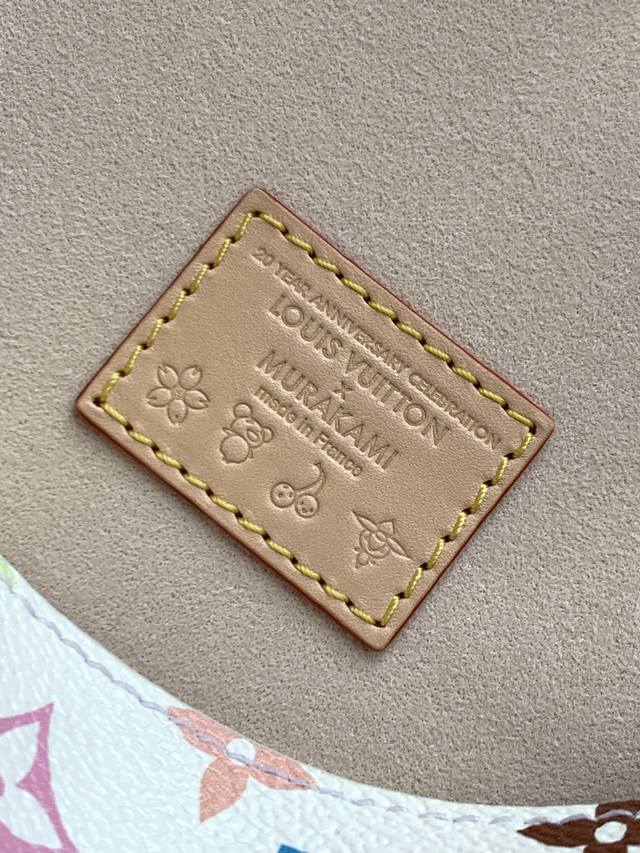 20 YEAR ANNIVERSARY CELEBRATION
LOUIS VUITTON
×
MURAKAMI
made in France